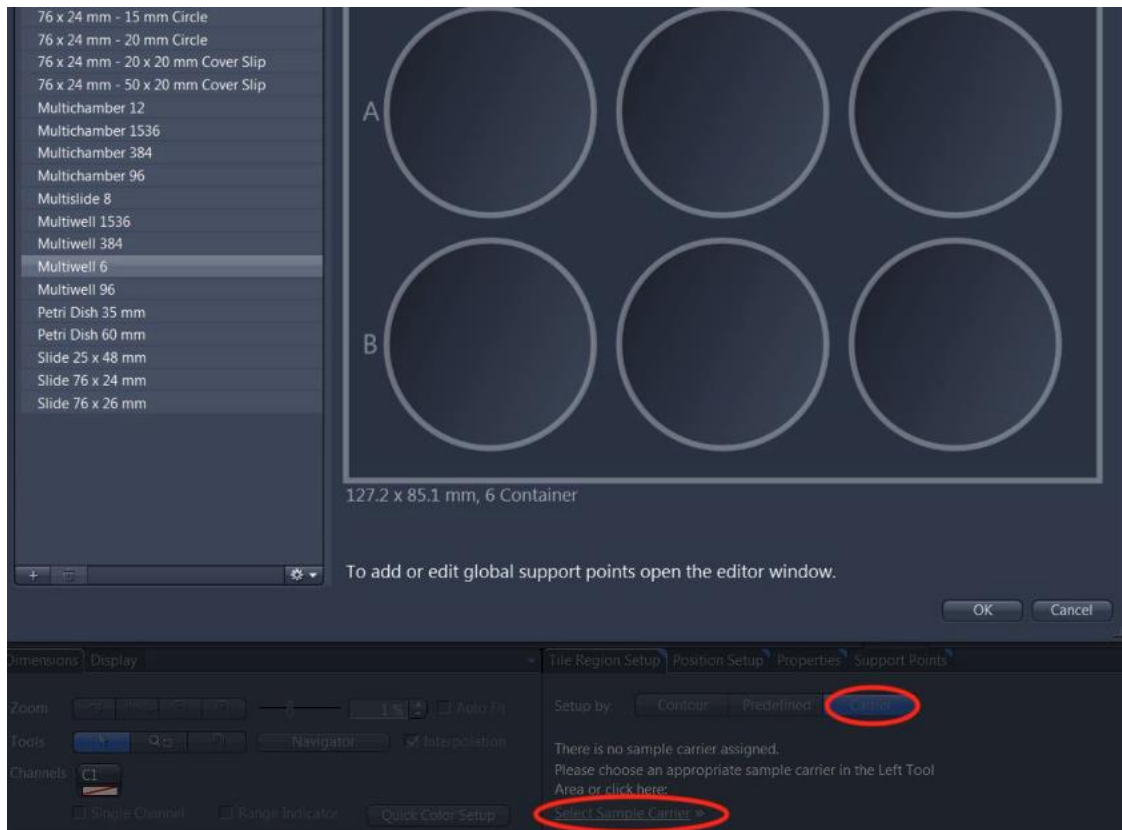 76 x 24 mm - 15 mm Circle
76 x 24 mm - 20 mm Circle
76 x 24 mm - 20 x 20 mm Cover Slip
76 x 24 mm - 50 x 20 mm Cover Slip
Multichamber 12
Multichamber 1536
Multichamber 384
Multichamber 96
Multislide 8
Multiwell 1536
Multiwell 384
Multiwell 6
Multiwell 96
Petri Dish 35 mm
Petri Dish 60 mm
Slide 25 x 48 mm
Slide 76 x 24 mm
Slide 76 x 26 mm
A
B
127.2 x 85.1 mm, 6 Container
To add or edit global support points open the editor window.
OK Cancel
Dimensions Display
Zoom 1 % Auto Fit
Tools Navigator Interpolation
Channels C1
Single Channel Range Indicator Quick Color Setup
Tile Region Setup Position Setup Properties Support Points
Setup by: Contour Predefined Carrier
There is no sample carrier assigned.
Please choose an appropriate sample carrier in the Left Tool
Area or click here:
Select Sample Carrier »